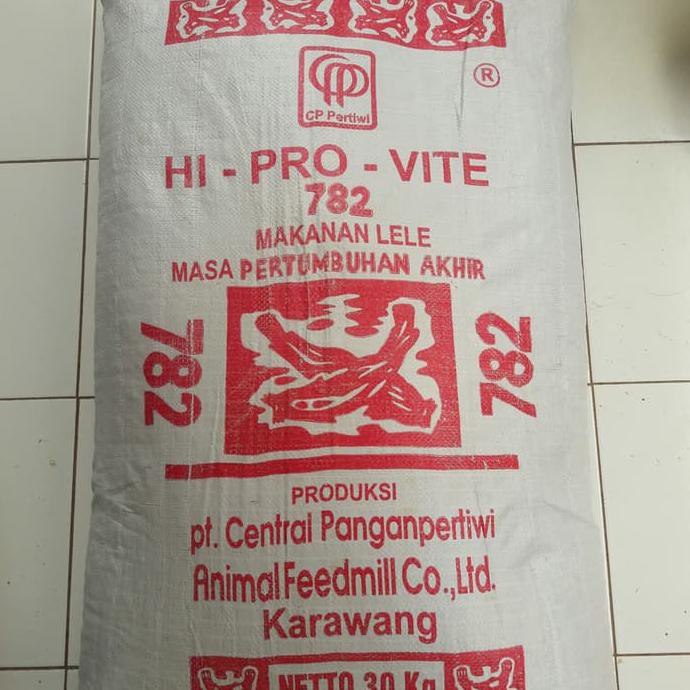 CP Pertiwi
®
HI - PRO - VITE
782
MAKANAN LELE
MASA PERTUMBUHAN AKHIR
782
782
PRODUKSI
pt. Central Panganpertiwi
Animal Feedmill Co.,Ltd.
Karawang
NETTO 30 Kg